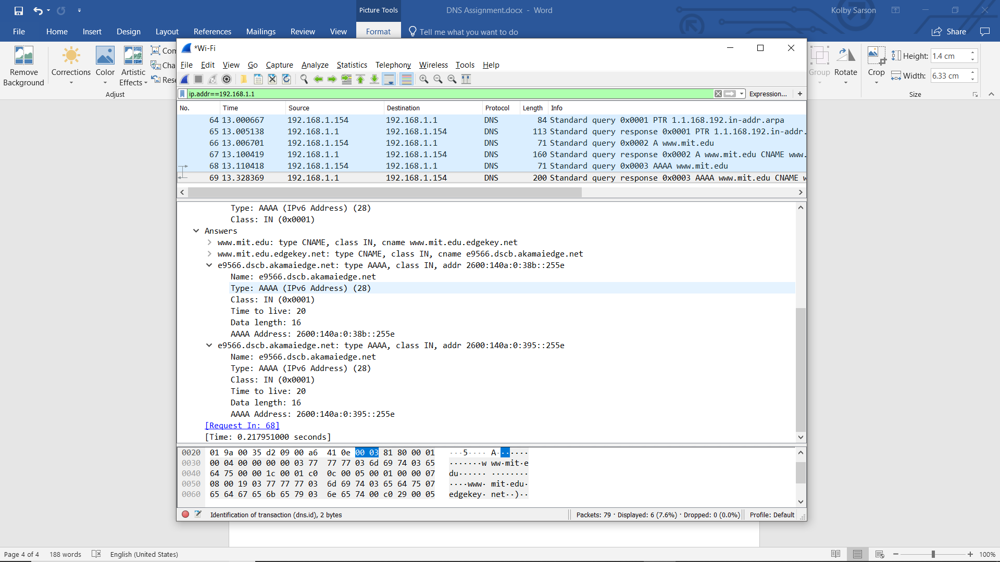 Picture Tools
DNS Assignment.docx - Word
Kolby Sarson
File Home Insert Design Layout References Mailings Review View Format Tell me what you want to do
Share
Remove Background
Corrections
Color
Artistic Effects
Com
Cha
Rese
Adjust
Group
Rotate
Crop
Height: 1.4 cm
Width: 6.33 cm
Size
*Wi-Fi
File Edit View Go Capture Analyze Statistics Telephony Wireless Tools Help
ip.addr==192.168.1.1
Expression... +
No. Time Source Destination Protocol Length Info
64 13.000667 192.168.1.154 192.168.1.1 DNS 84 Standard query 0x0001 PTR 1.1.168.192.in-addr.arpa
65 13.005138 192.168.1.1 192.168.1.154 DNS 113 Standard query response 0x0001 PTR 1.1.168.192.in-addr.
66 13.006701 192.168.1.154 192.168.1.1 DNS 71 Standard query 0x0002 A www.mit.edu
67 13.100419 192.168.1.1 192.168.1.154 DNS 160 Standard query response 0x0002 A www.mit.edu CNAME www.
68 13.110418 192.168.1.154 192.168.1.1 DNS 71 Standard query 0x0003 AAAA www.mit.edu
69 13.328369 192.168.1.1 192.168.1.154 DNS 200 Standard query response 0x0003 AAAA www.mit.edu CNAME w
Type: AAAA (IPv6 Address) (28)
Class: IN (0x0001)
Answers
www.mit.edu: type CNAME, class IN, cname www.mit.edu.edgekey.net
www.mit.edu.edgekey.net: type CNAME, class IN, cname e9566.dscb.akamaiedge.net
e9566.dscb.akamaiedge.net: type AAAA, class IN, addr 2600:140a:0:38b::255e
Name: e9566.dscb.akamaiedge.net
Type: AAAA (IPv6 Address) (28)
Class: IN (0x0001)
Time to live: 20
Data length: 16
AAAA Address: 2600:140a:0:38b::255e
e9566.dscb.akamaiedge.net: type AAAA, class IN, addr 2600:140a:0:395::255e
Name: e9566.dscb.akamaiedge.net
Type: AAAA (IPv6 Address) (28)
Class: IN (0x0001)
Time to live: 20
Data length: 16
AAAA Address: 2600:140a:0:395::255e
[Request In: 68]
[Time: 0.217951000 seconds]
0020 01 9a 00 35 d2 09 00 a6 41 0e 00 03 81 80 00 01 ···5···· A·······
0030 00 04 00 00 00 00 03 77 77 77 03 6d 69 74 03 65 ·······w ww·mit·e
0040 64 75 00 00 1c 00 01 c0 0c 00 05 00 01 00 00 07 du······ ········
0050 08 00 19 03 77 77 77 03 6d 69 74 03 65 64 75 07 ····www· mit·edu·
0060 65 64 67 65 6b 65 79 03 6e 65 74 00 c0 29 00 05 edgekey· net··)··
Identification of transaction (dns.id), 2 bytes
Packets: 79 · Displayed: 6 (7.6%) · Dropped: 0 (0.0%)
Profile: Default
Page 4 of 4 188 words English (United States) 100%